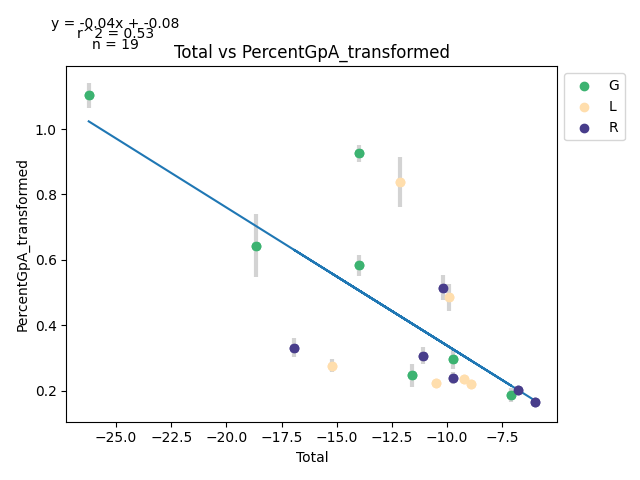 y = -0.04x + -0.08
r^2 = 0.53
n = 19
Total vs PercentGpA_transformed
G
L
R
PercentGpA_transformed
1.0
0.8
0.6
0.4
0.2
−25.0 −22.5 −20.0 −17.5 −15.0 −12.5 −10.0 −7.5
Total